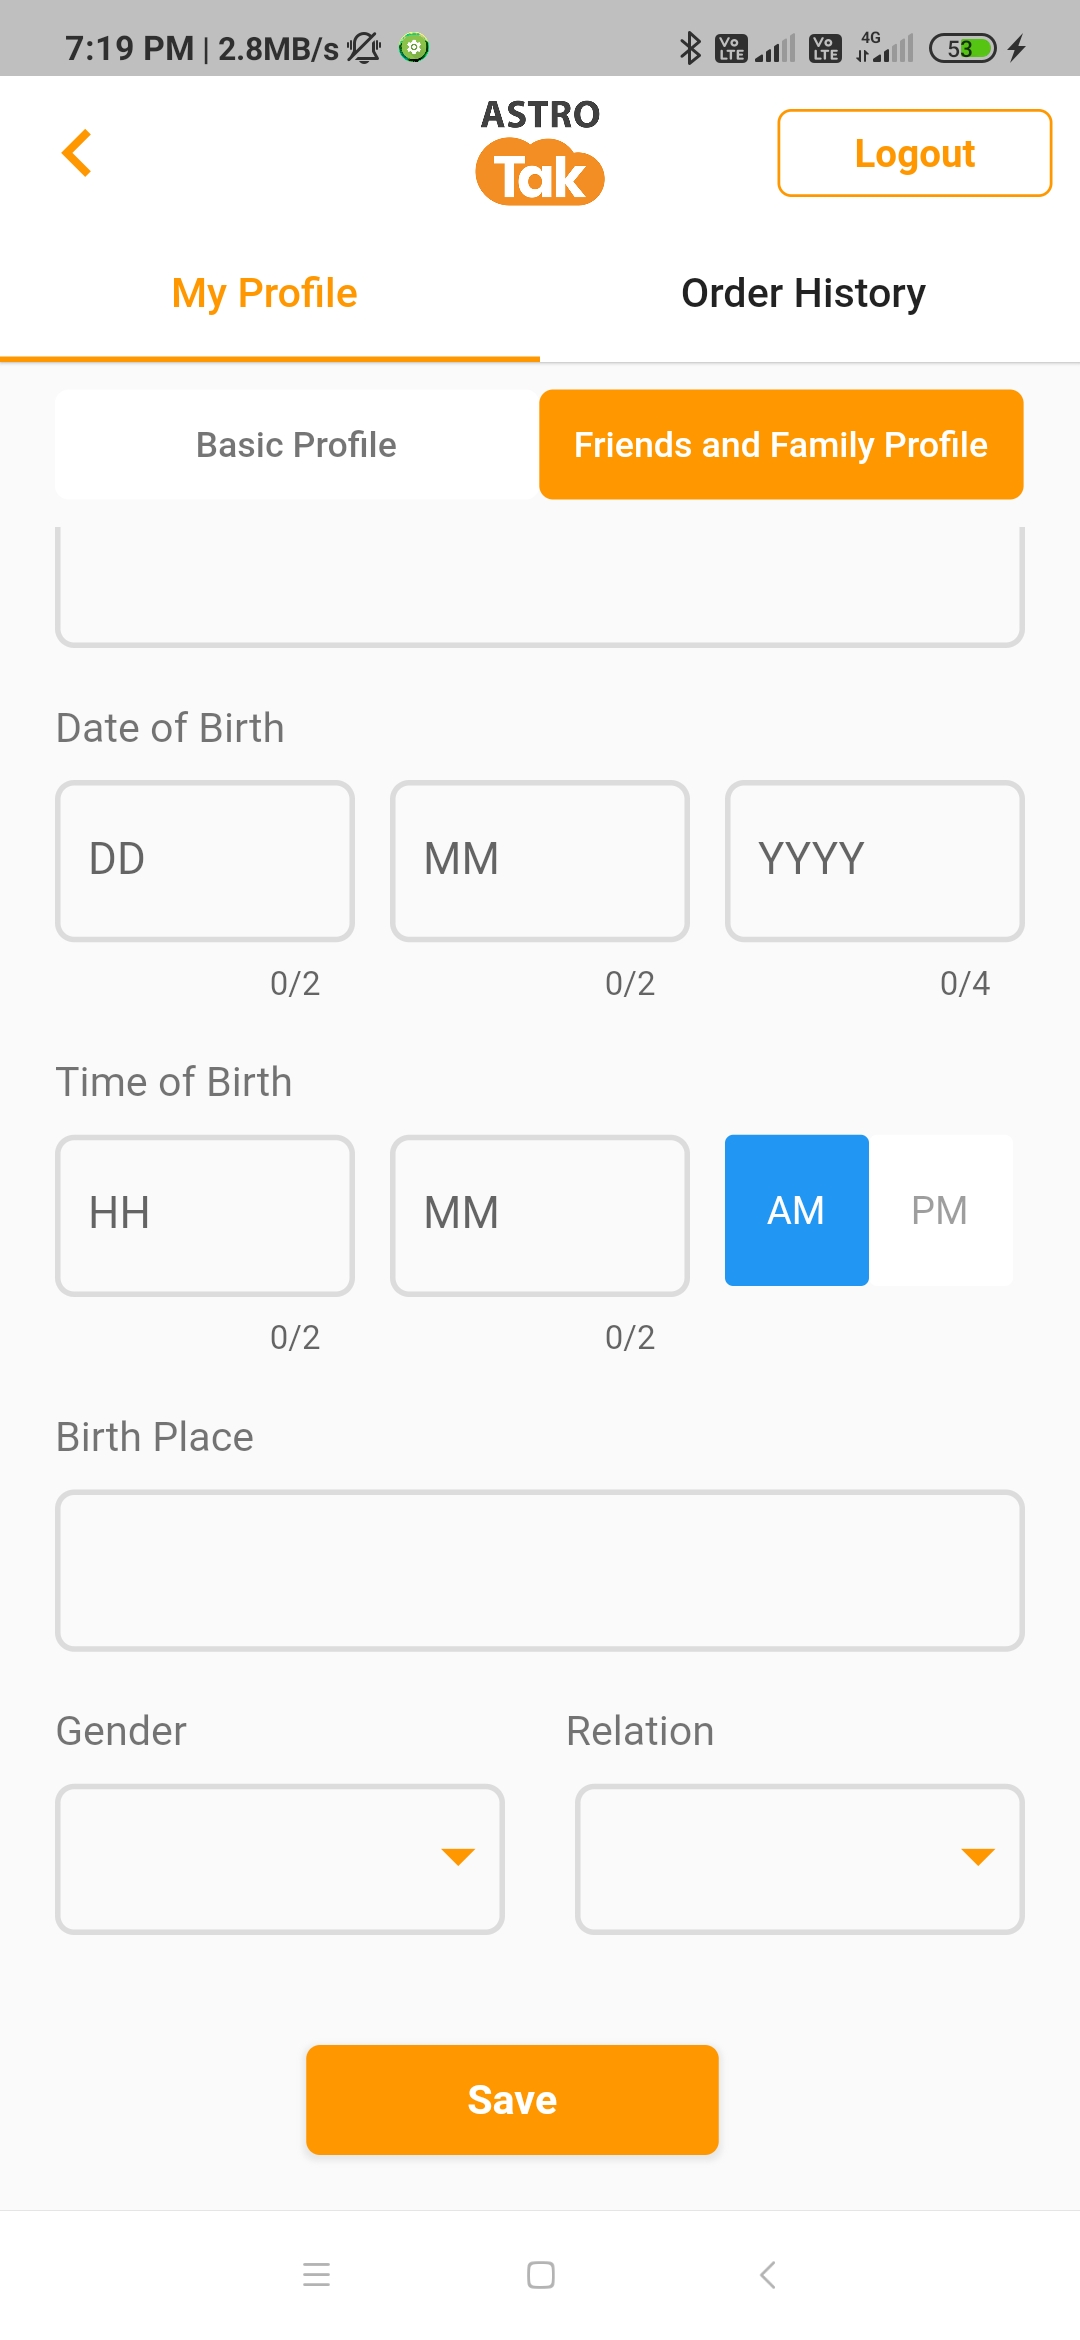 7:19 PM | 2.8MB/s Vo LTE Vo LTE 4G 53
ASTRO
Tak
Logout
My Profile Order History
Basic Profile Friends and Family Profile
Date of Birth
DD MM YYYY
0/2 0/2 0/4
Time of Birth
HH MM AM PM
0/2 0/2
Birth Place
Gender Relation
Save